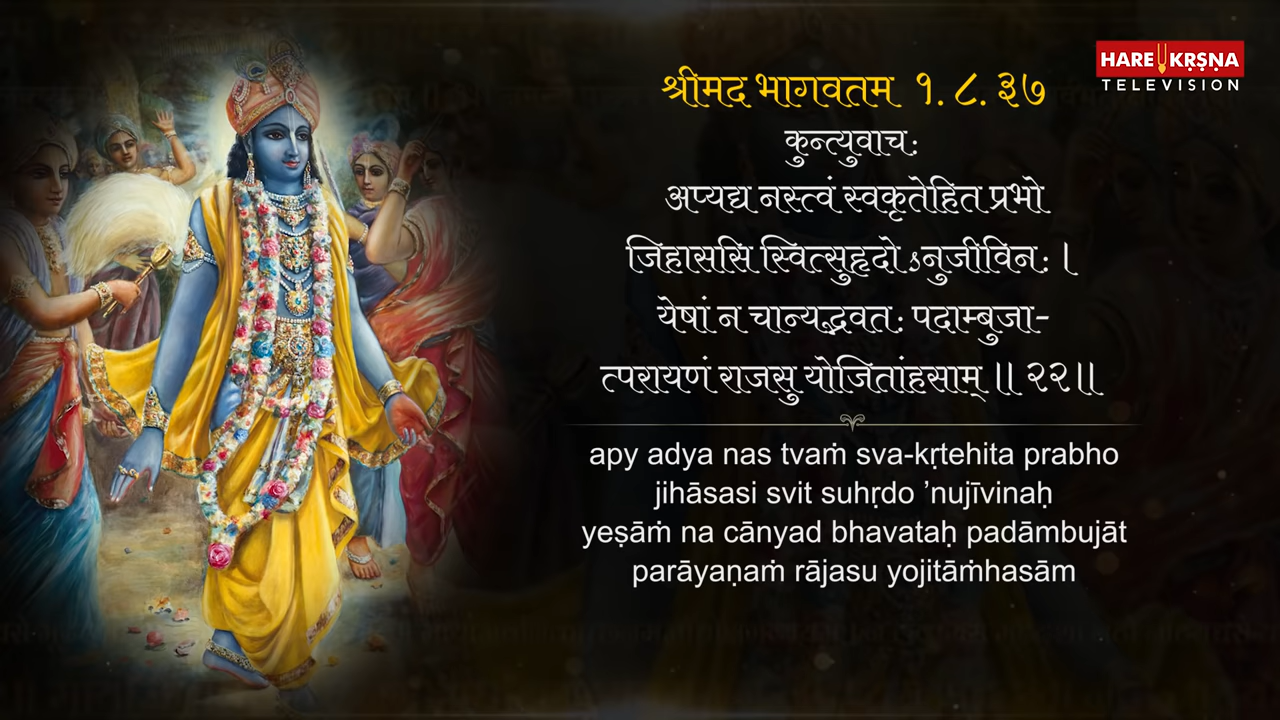 HARE KṚṢṆA
TELEVISION
श्रीमद भागवतम १. ८. ३७
कुन्त्युवाच:
अप्यद्य नस्त्वं स्वकृतेहित प्रभो
जिहाससि स्वित्सुहृदो ऽनुजीविन: ।
येषां न चान्यद्भवत: पदाम्बुजा-
त्परायणं राजसु योजितांहसाम् ॥ २२॥
apy adya nas tvaṁ sva-kṛtehita prabho
jihāsasi svit suhṛdo ’nujīvinaḥ
yeṣāṁ na cānyad bhavataḥ padāmbujāt
parāyaṇaṁ rājasu yojitāṁhasām